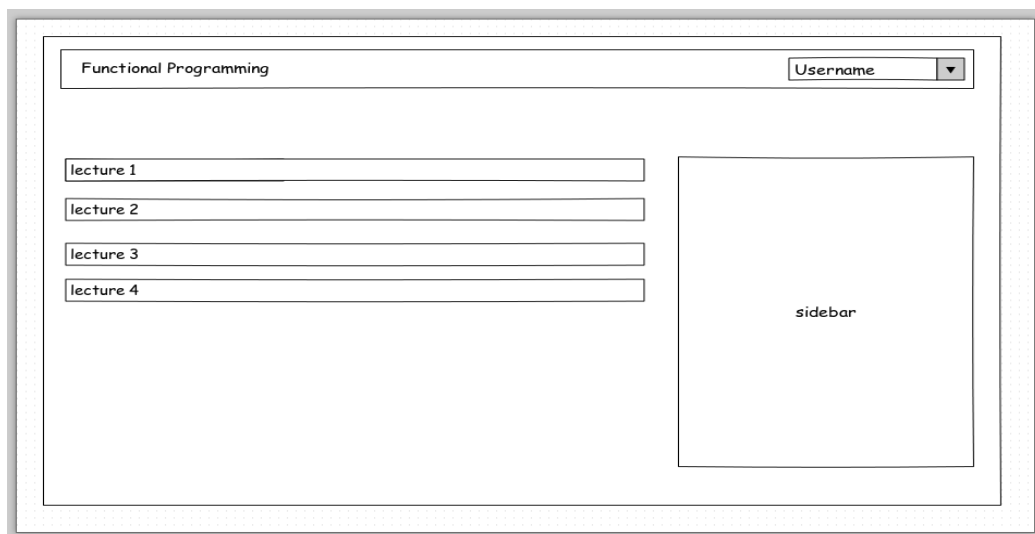 Functional Programming
Username
lecture 1
lecture 2
lecture 3
lecture 4
sidebar